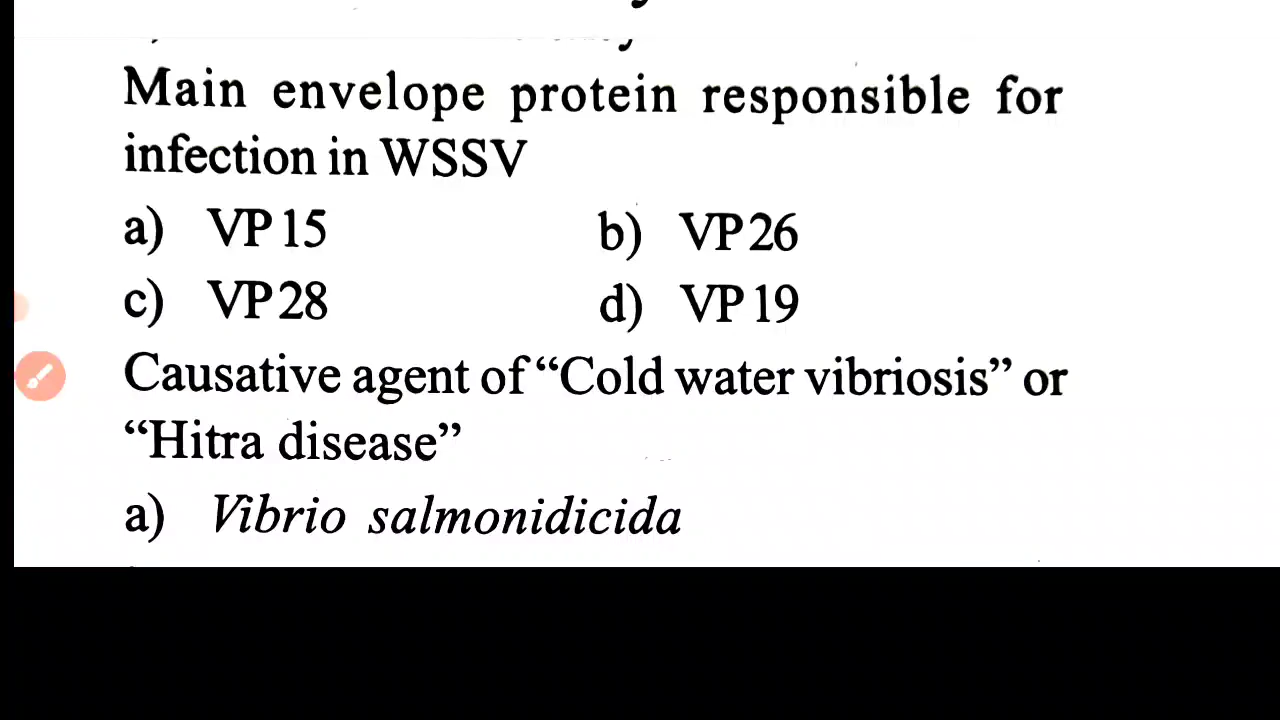 Main envelope protein responsible for
infection in WSSV
a) VP15 b) VP26
c) VP28 d) VP19
Causative agent of “Cold water vibriosis” or
“Hitra disease”
a) Vibrio salmonidicida